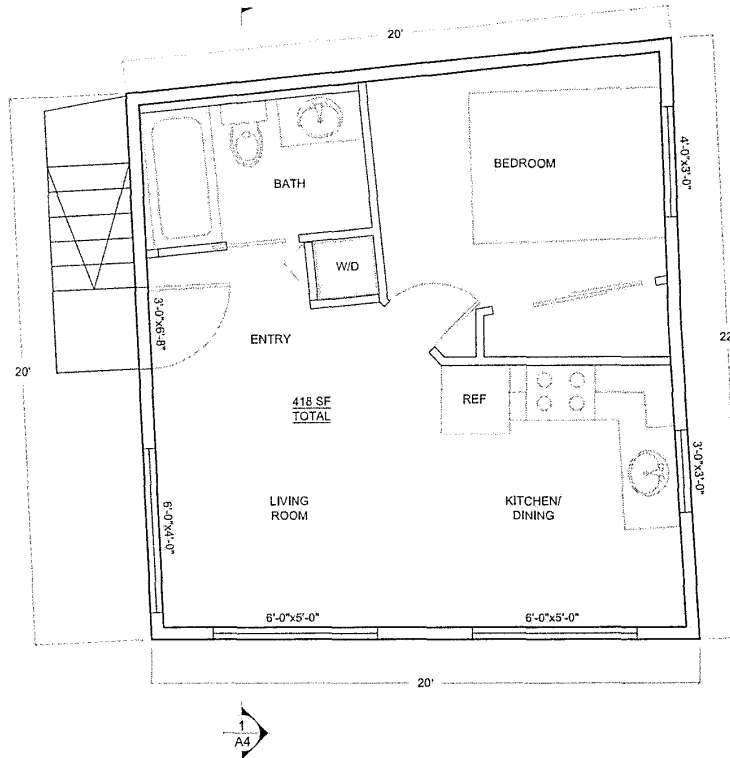 20'
4'-0"x3'-0"
BEDROOM
BATH
W/D
3'-0"x6'-8"
ENTRY
20'
22
418 SF
TOTAL
REF
3'-0"x3'-0"
LIVING
ROOM
KITCHEN/
DINING
6'-0"x4'-0"
6'-0"x5'-0"
6'-0"x5'-0"
20'
1
A4